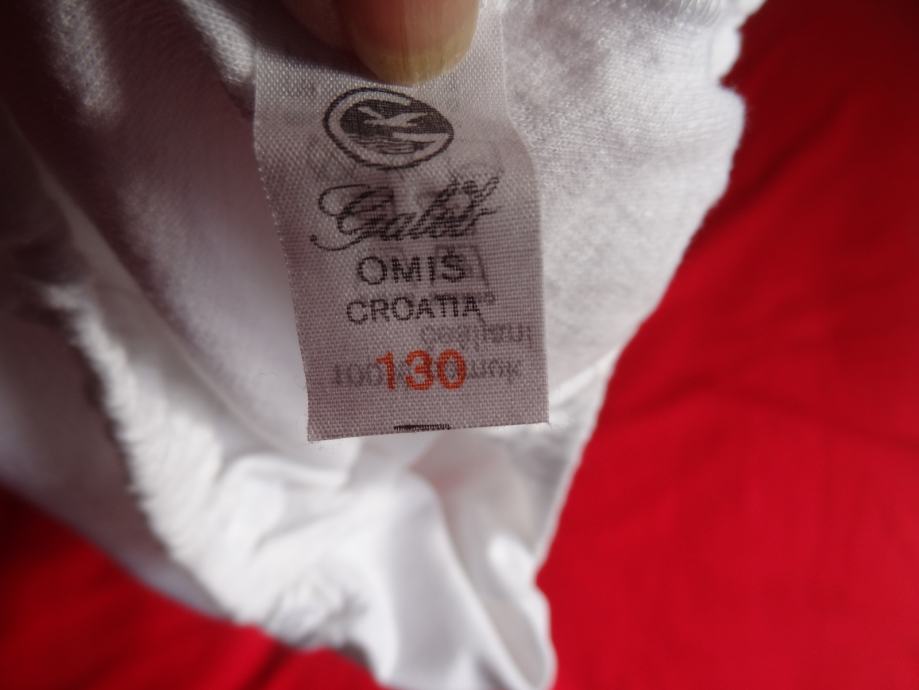 Galeb
OMIŠ
CROATIA
130